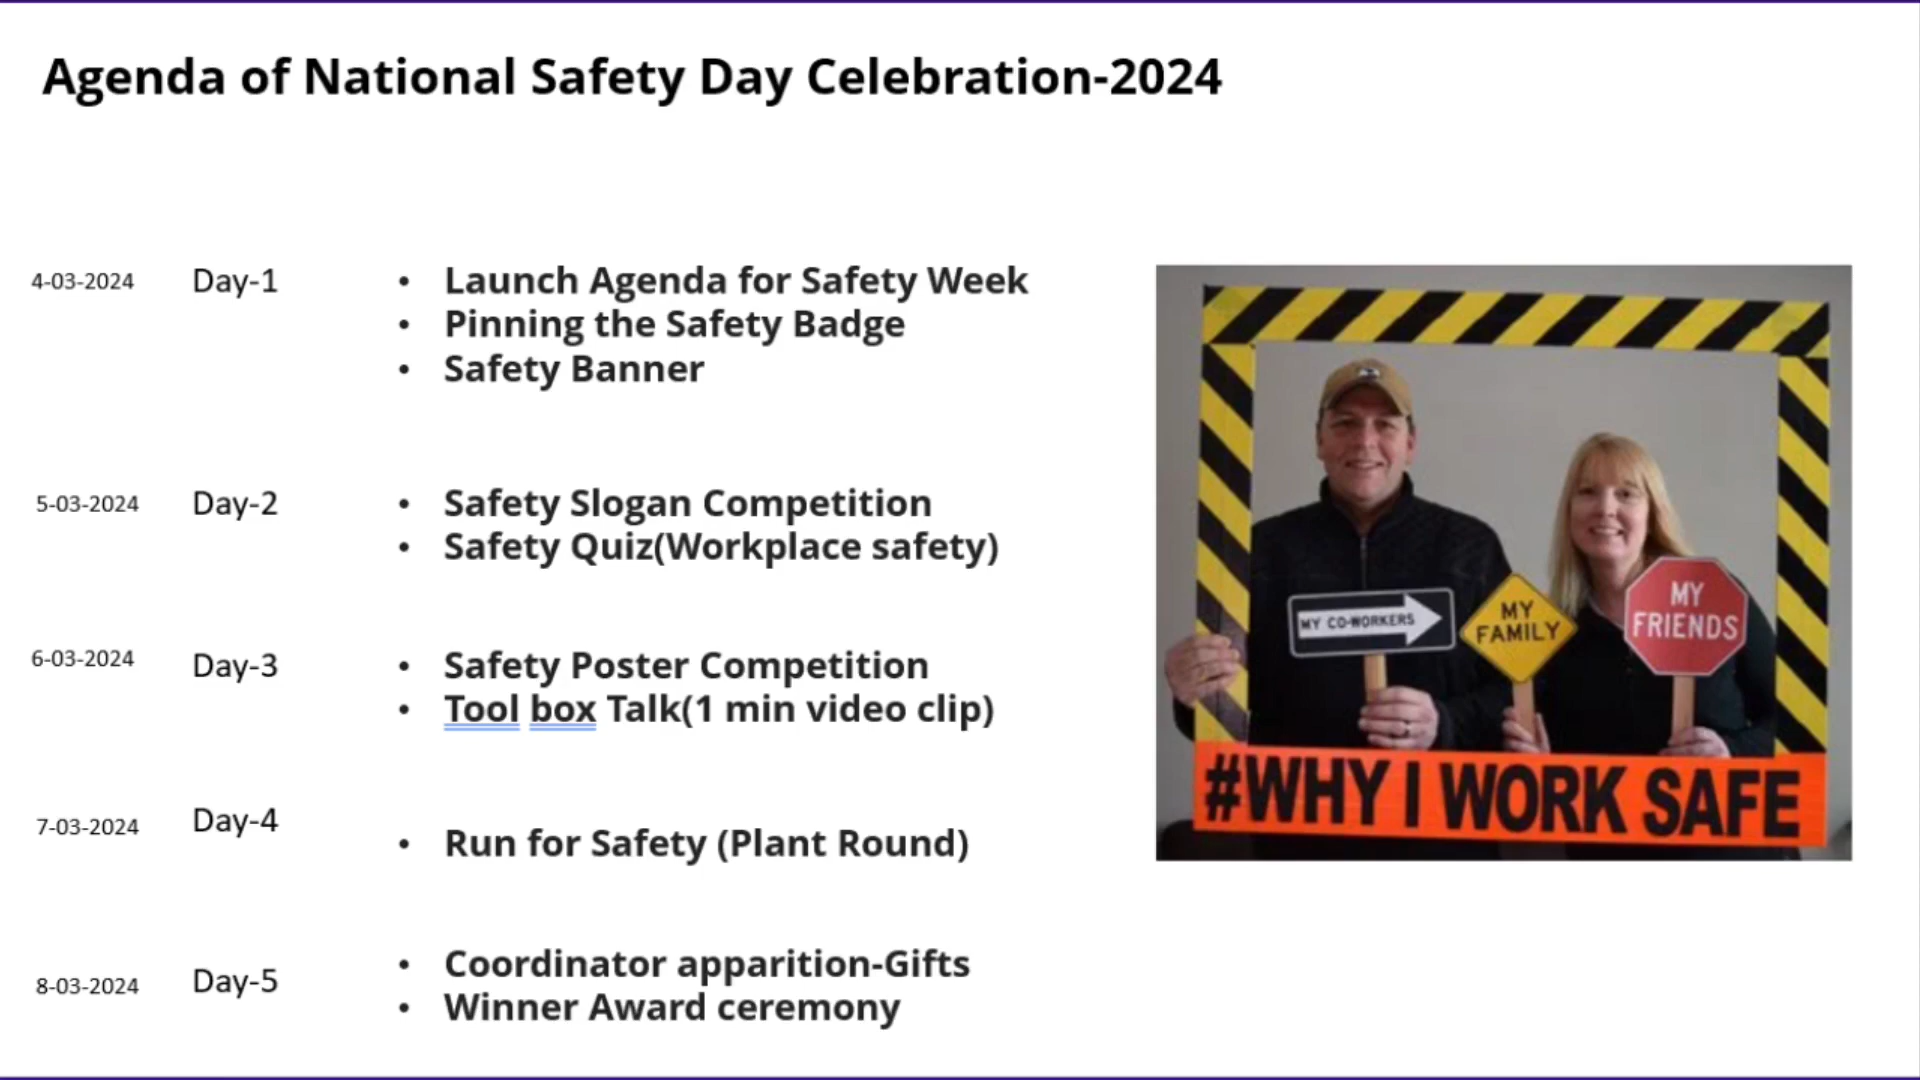 Agenda of National Safety Day Celebration-2024
4-03-2024 Day-1
• Launch Agenda for Safety Week
• Pinning the Safety Badge
• Safety Banner
5-03-2024 Day-2
• Safety Slogan Competition
• Safety Quiz(Workplace safety)
6-03-2024 Day-3
• Safety Poster Competition
• Tool box Talk(1 min video clip)
7-03-2024 Day-4
• Run for Safety (Plant Round)
8-03-2024 Day-5
• Coordinator apparition-Gifts
• Winner Award ceremony
MY CO-WORKERS
MY
FAMILY
MY
FRIENDS
#WHY I WORK SAFE